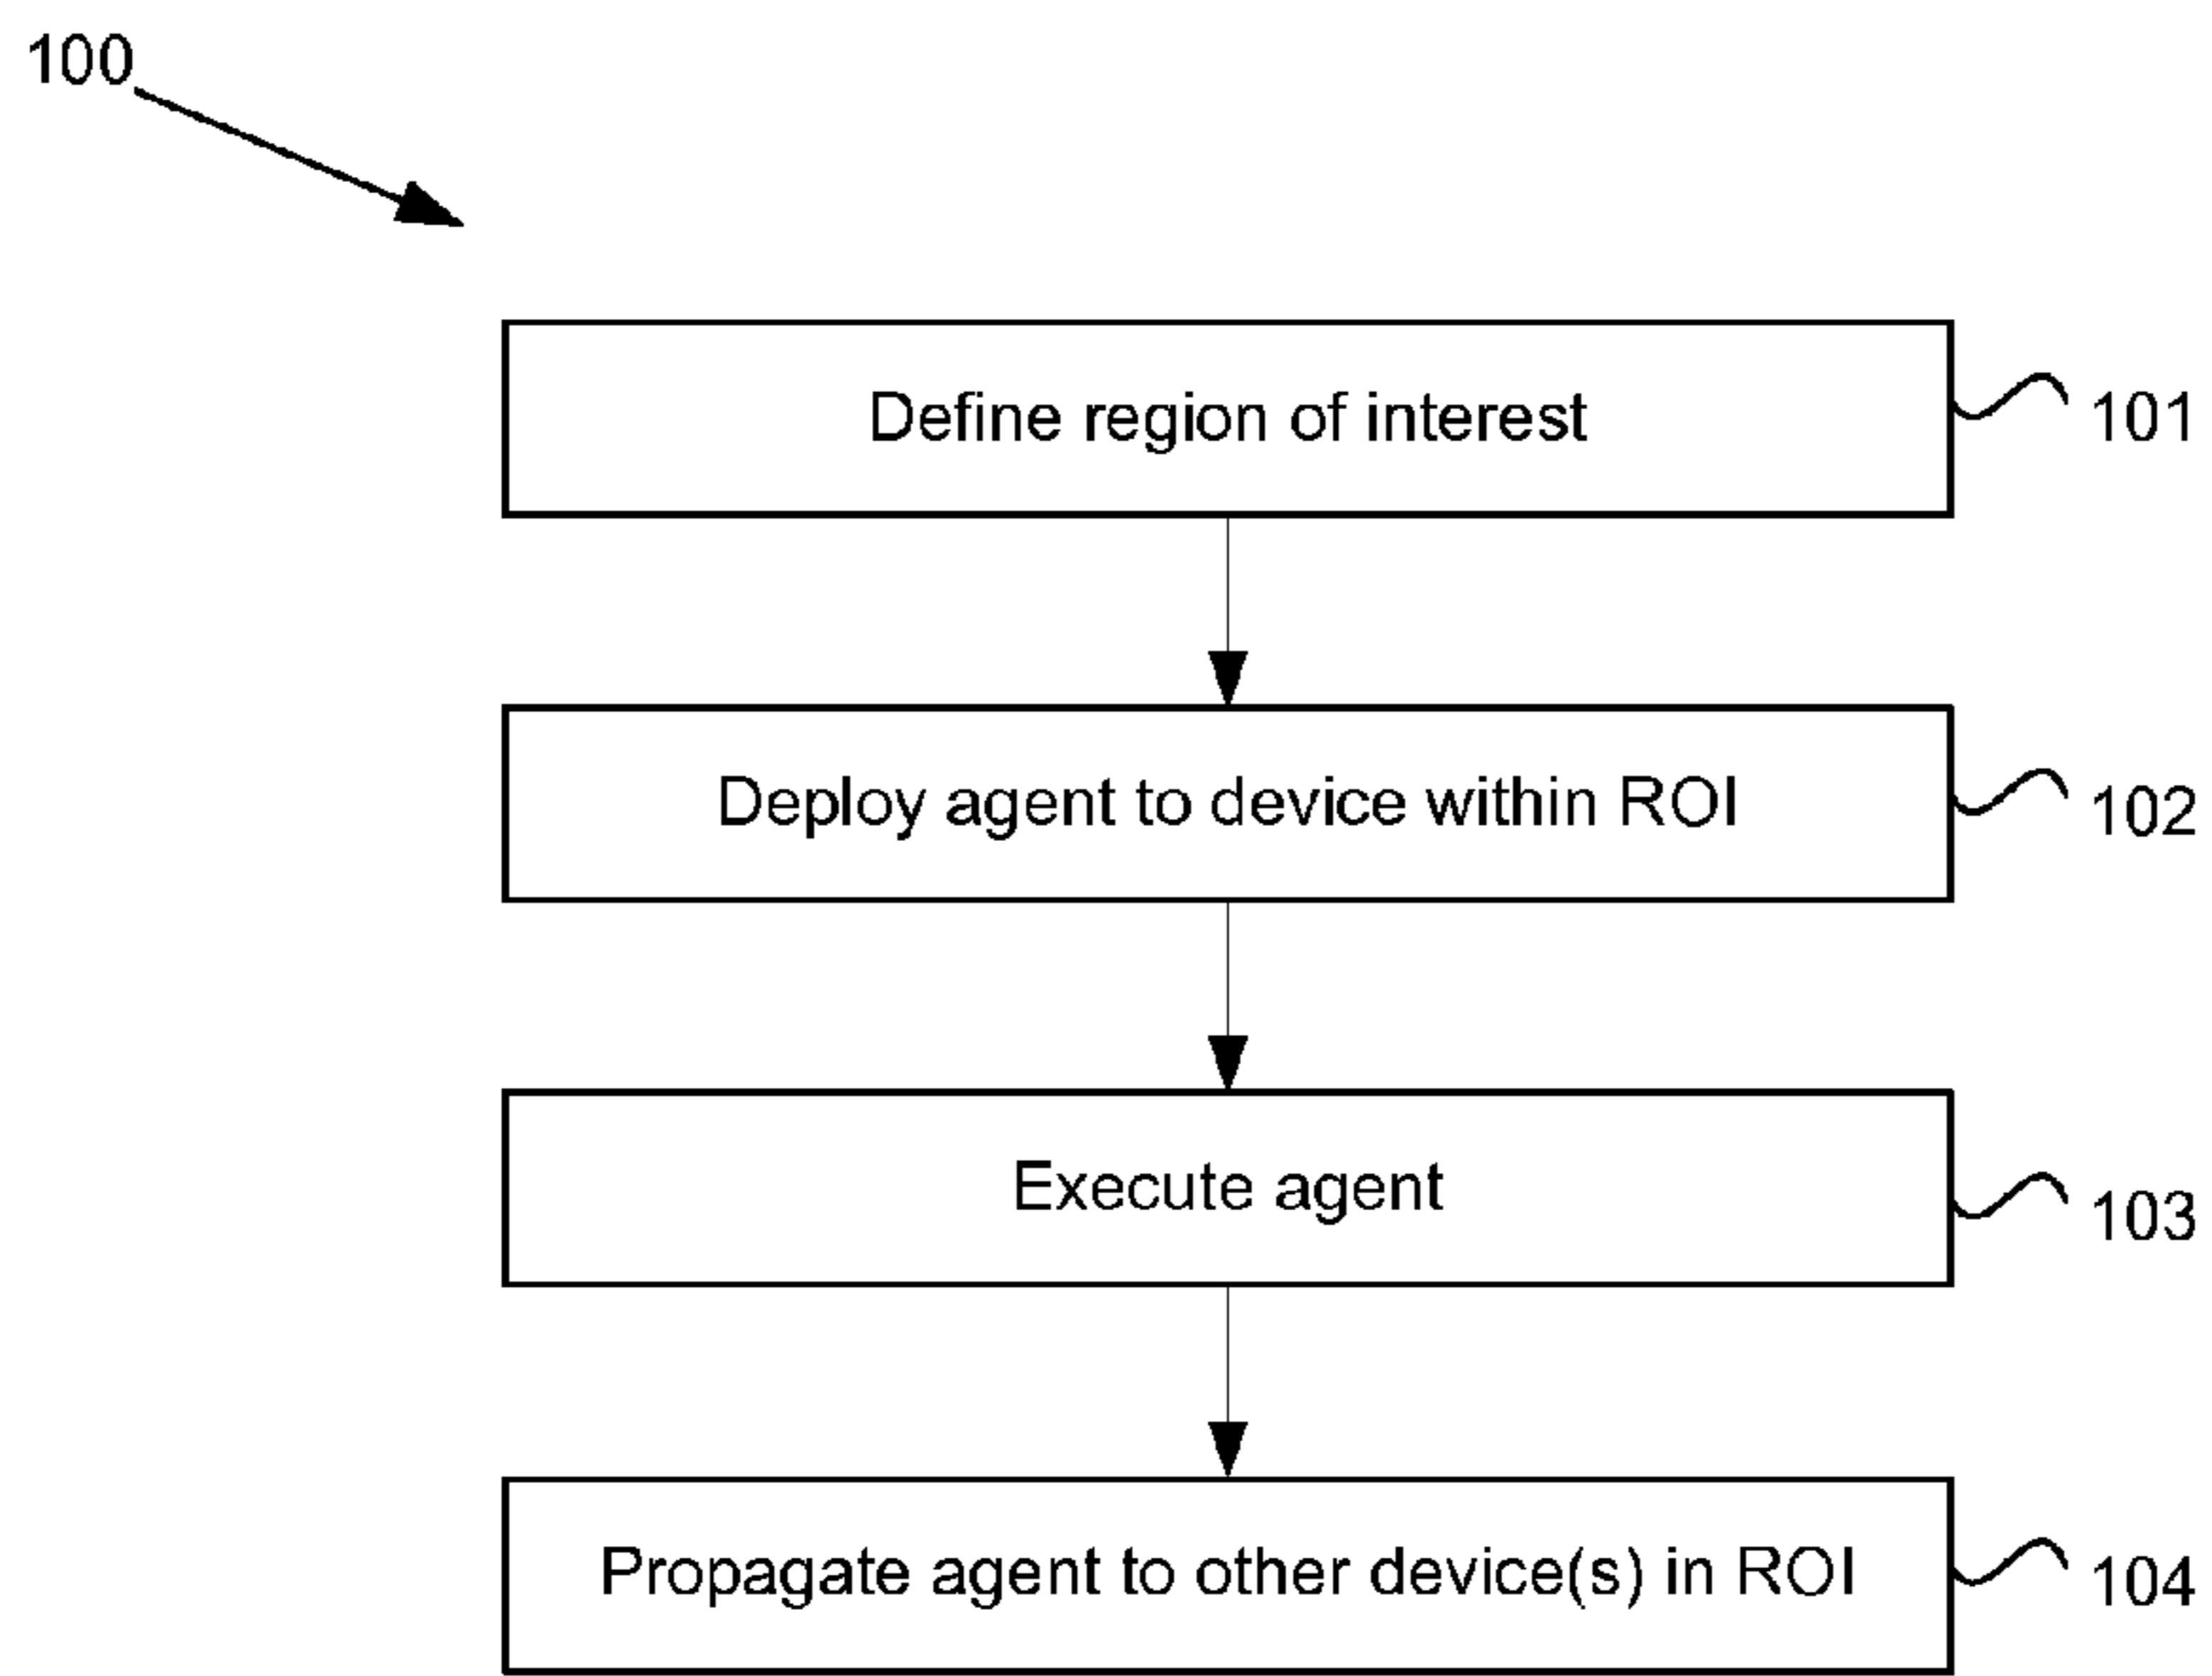 100
Define region of interest
101
Deploy agent to device within ROI
102
Execute agent
103
Propagate agent to other device(s) in ROI
104